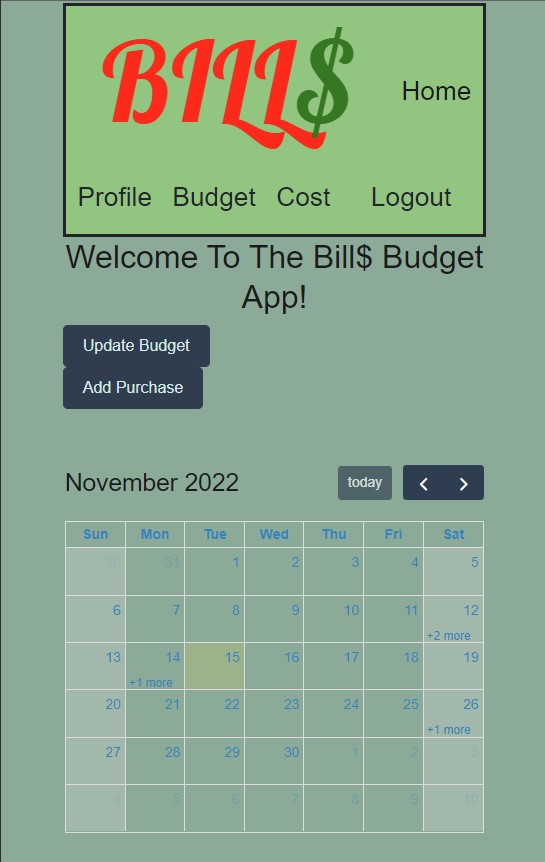 BILL$
Home
Profile Budget Cost Logout
Welcome To The Bill$ Budget
App!
Update Budget
Add Purchase
November 2022 today
Sun Mon Tue Wed Thu Fri Sat
30 31 1 2 3 4 5
6 7 8 9 10 11 12
+2 more
13 14 15 16 17 18 19
+1 more
20 21 22 23 24 25 26
+1 more
27 28 29 30 1 2 3
4 5 6 7 8 9 10